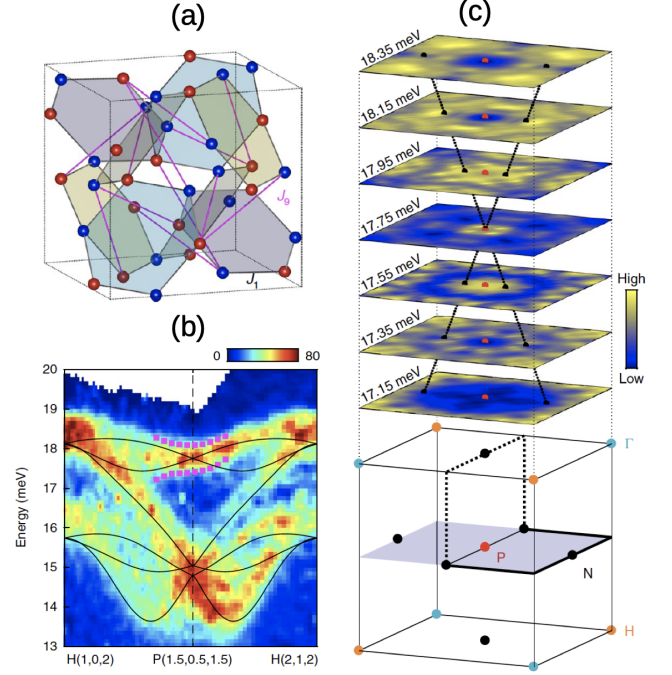 (a)
(c)
18.35 meV
18.15 meV
17.95 meV
17.75 meV
17.55 meV
17.35 meV
17.15 meV
J9
J1
High
Low
(b)
0
80
20
19
18
17
16
15
14
13
Energy (meV)
H(1,0,2)
P(1.5,0.5,1.5)
H(2,1.2)
Γ
P
N
H